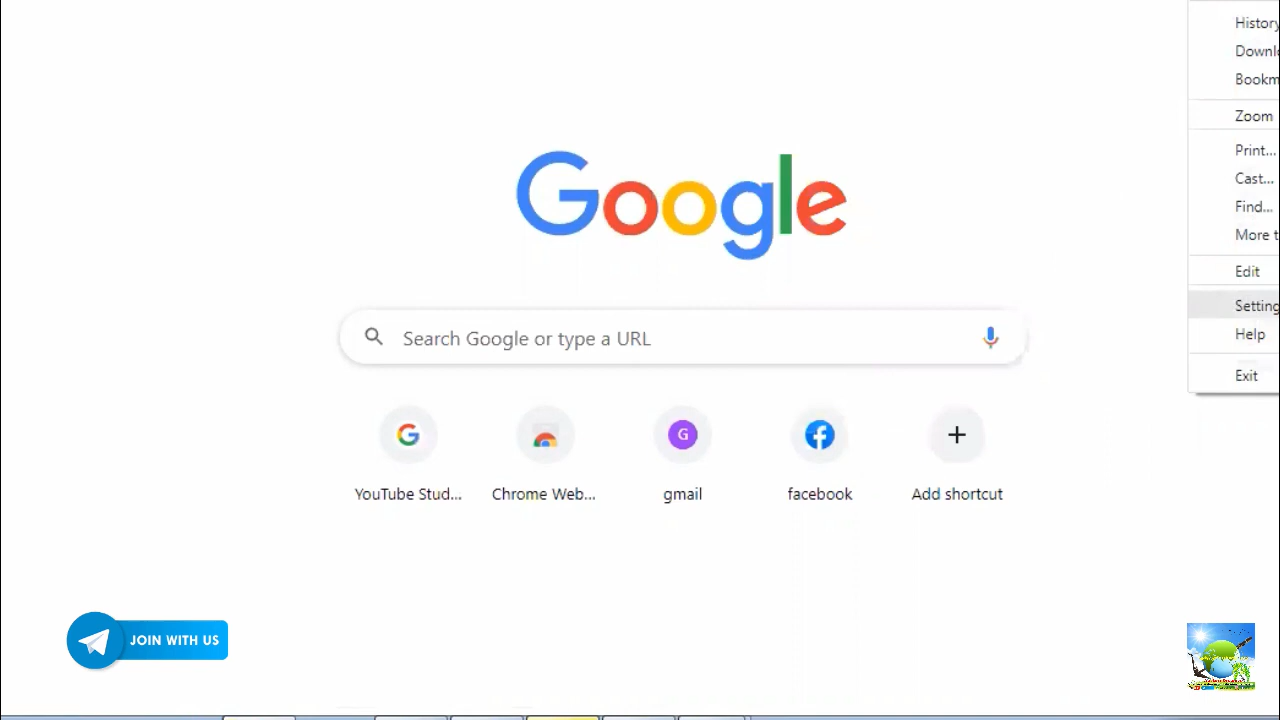 History
Downl
Bookm
Zoom
Print...
Cast...
Find...
More t
Edit
Setting
Help
Exit
Google
Search Google or type a URL
G
G
YouTube Stud...
Chrome Web...
gmail
facebook
Add shortcut
JOIN WITH US